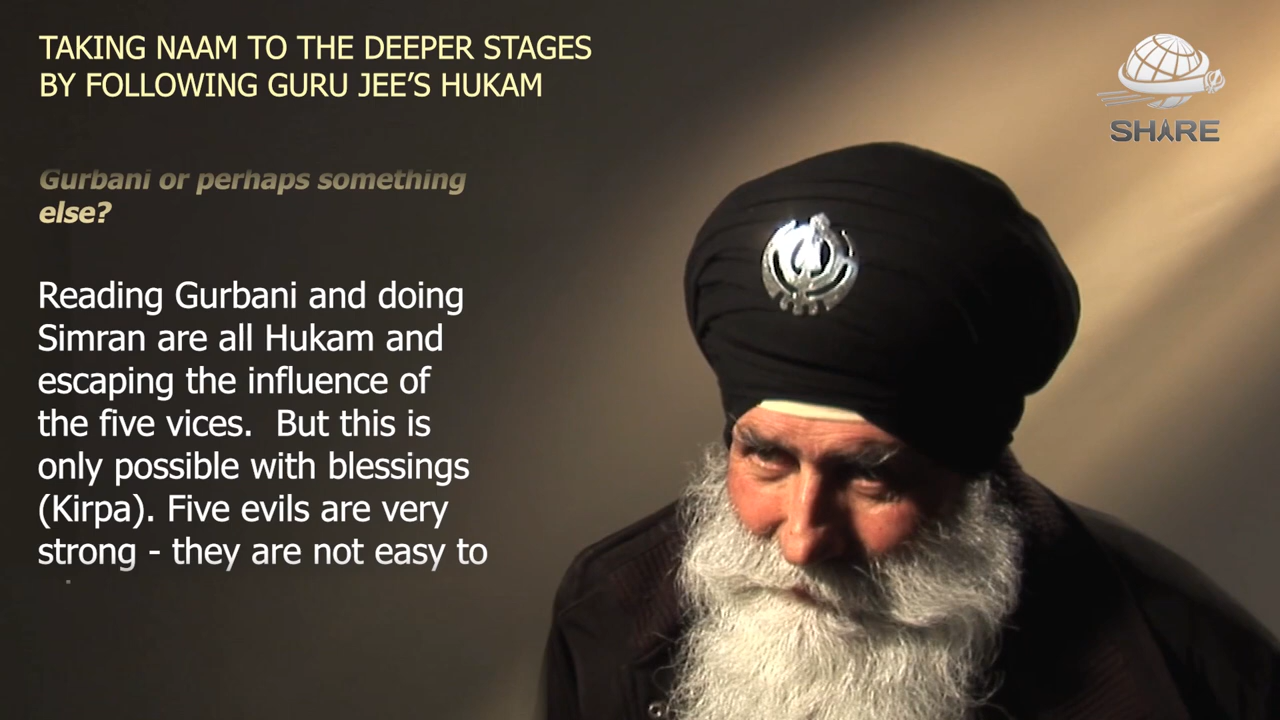 TAKING NAAM TO THE DEEPER STAGES
BY FOLLOWING GURU JEE'S HUKAM
SHARE
Gurbani or perhaps something
else?
Reading Gurbani and doing
Simran are all Hukam and
escaping the influence of
the five vices.  But this is
only possible with blessings
(Kirpa). Five evils are very
strong - they are not easy to